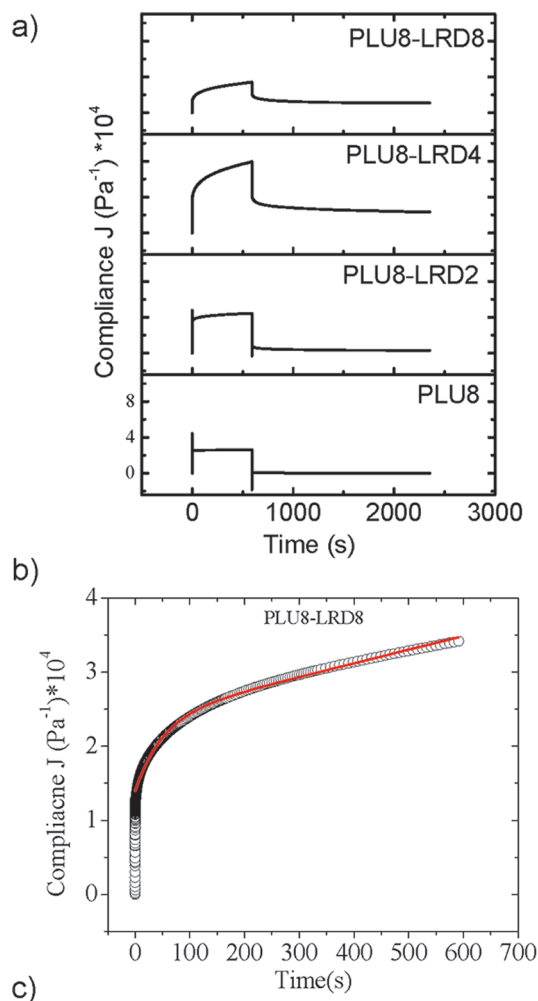 a)
PLU8-LRD8
PLU8-LRD4
PLU8-LRD2
PLU8
Compliance J (Pa⁻¹) *10⁴
8
4
0
0 1000 2000 3000
Time (s)
b)
PLU8-LRD8
4
3
2
1
0
Compliacne J (Pa⁻¹)*10⁴
0 100 200 300 400 500 600 700
Time(s)
c)